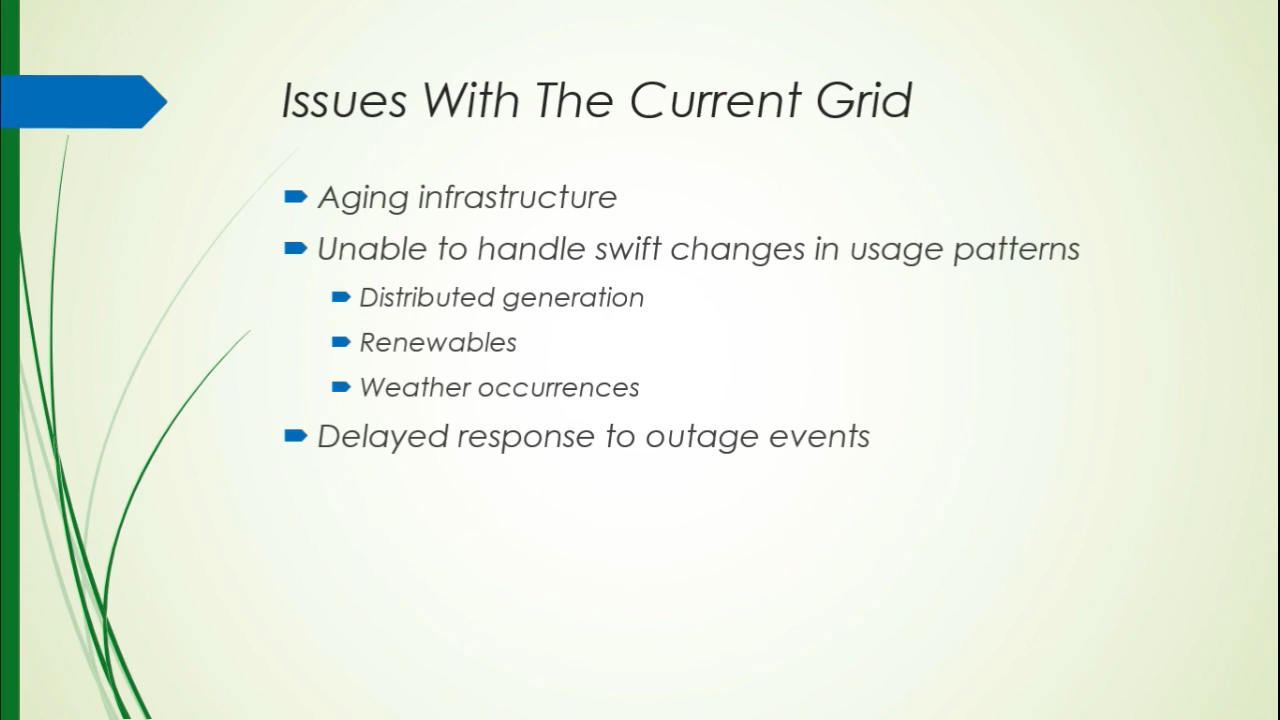 Issues With The Current Grid
Aging infrastructure
Unable to handle swift changes in usage patterns
Distributed generation
Renewables
Weather occurrences
Delayed response to outage events